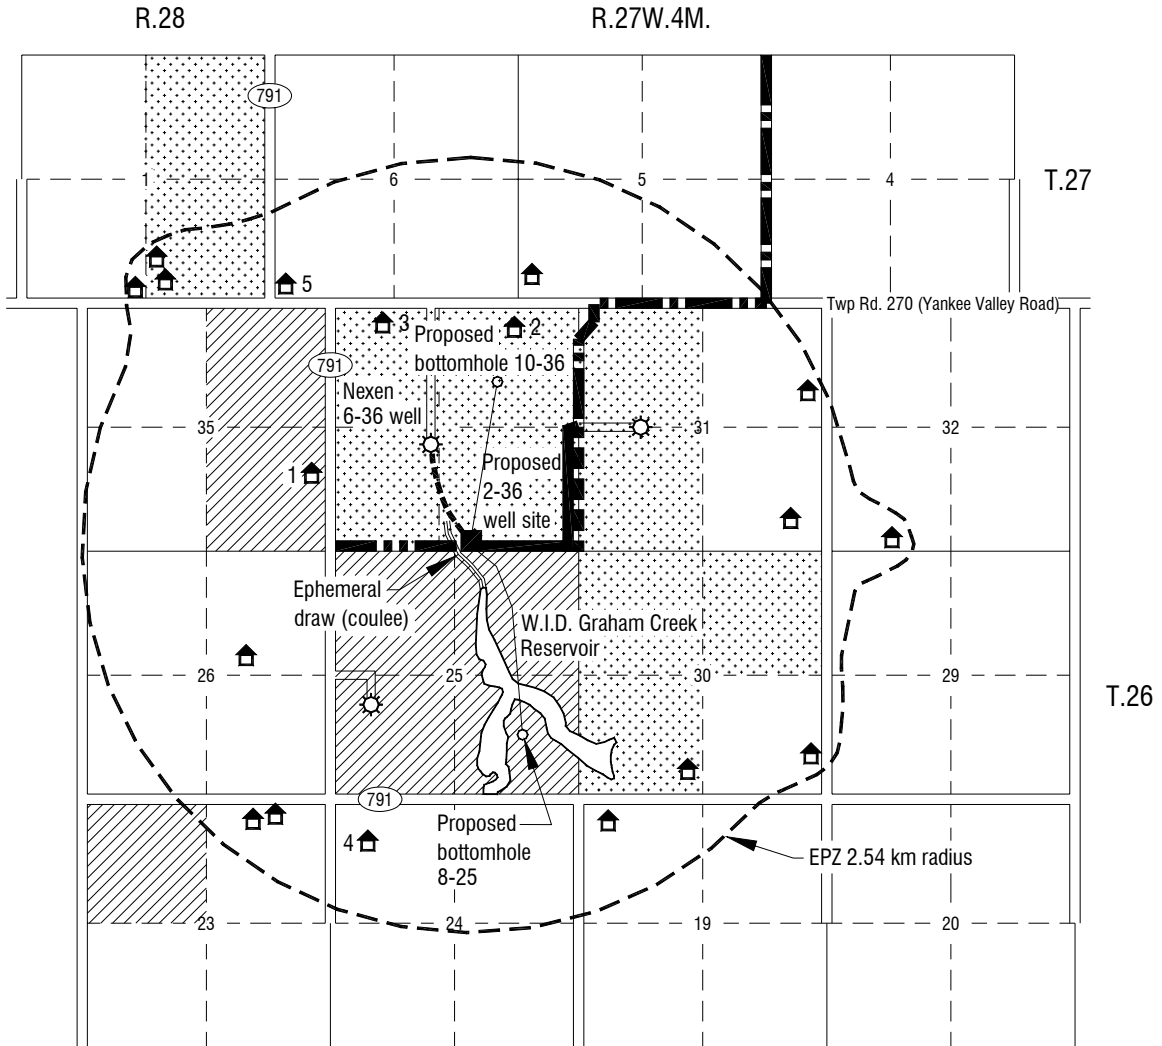 R.28
R.27W.4M.
791
1
6
5
4
T.27
5
Twp Rd. 270 (Yankee Valley Road)
3
2
Proposed
bottomhole 10-36
791
Nexen
6-36 well
35
31
32
1
Proposed
2-36
well site
Ephemeral
draw (coulee)
W.I.D. Graham Creek
Reservoir
26
25
30
29
T.26
791
4
Proposed
bottomhole
8-25
EPZ 2.54 km radius
23
24
19
20